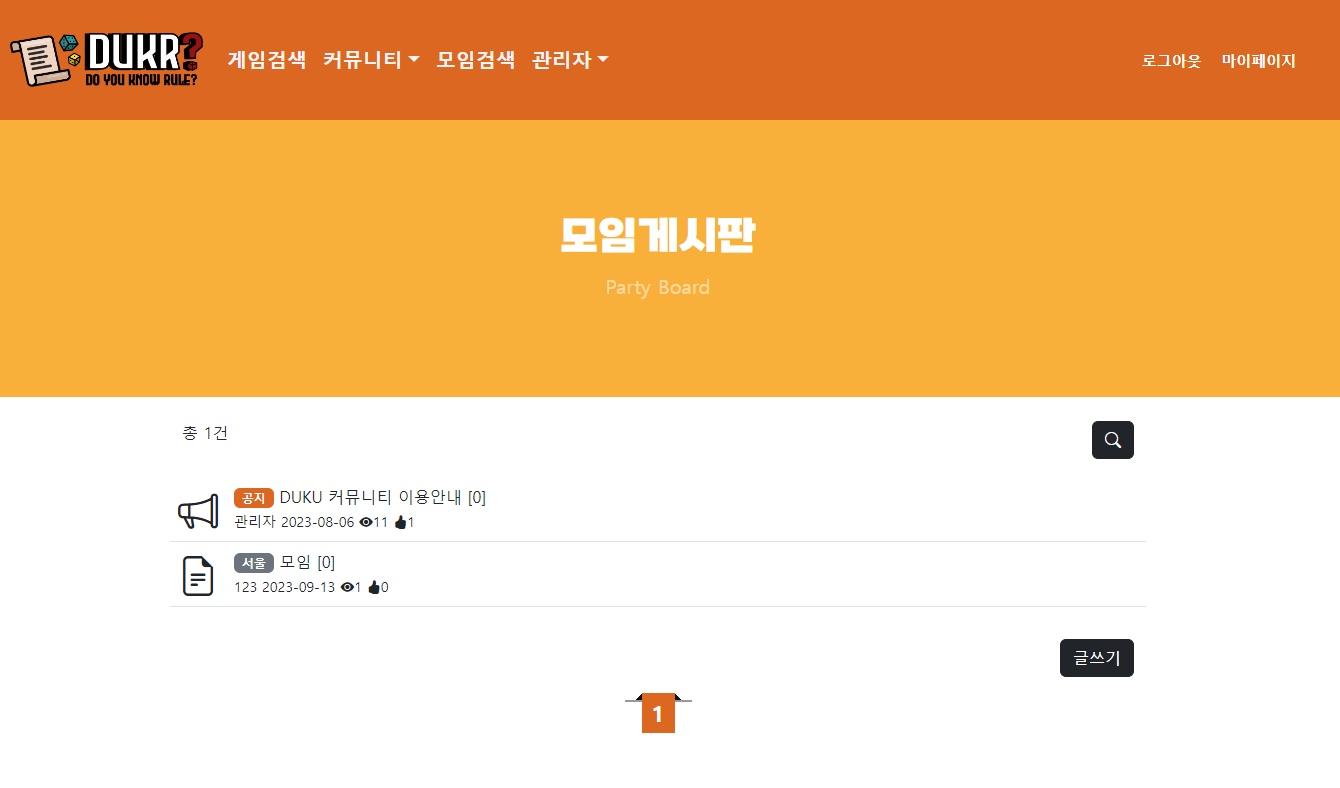 DUKR?
DO YOU KNOW RULE?
게임검색 커뮤니티 모임검색 관리자
로그아웃 마이페이지
모임게시판
Party Board
총 1건
공지 DUKU 커뮤니티 이용안내 [0]
관리자 2023-08-06 11 1
서울 모임 [0]
123 2023-09-13 1 0
글쓰기
1